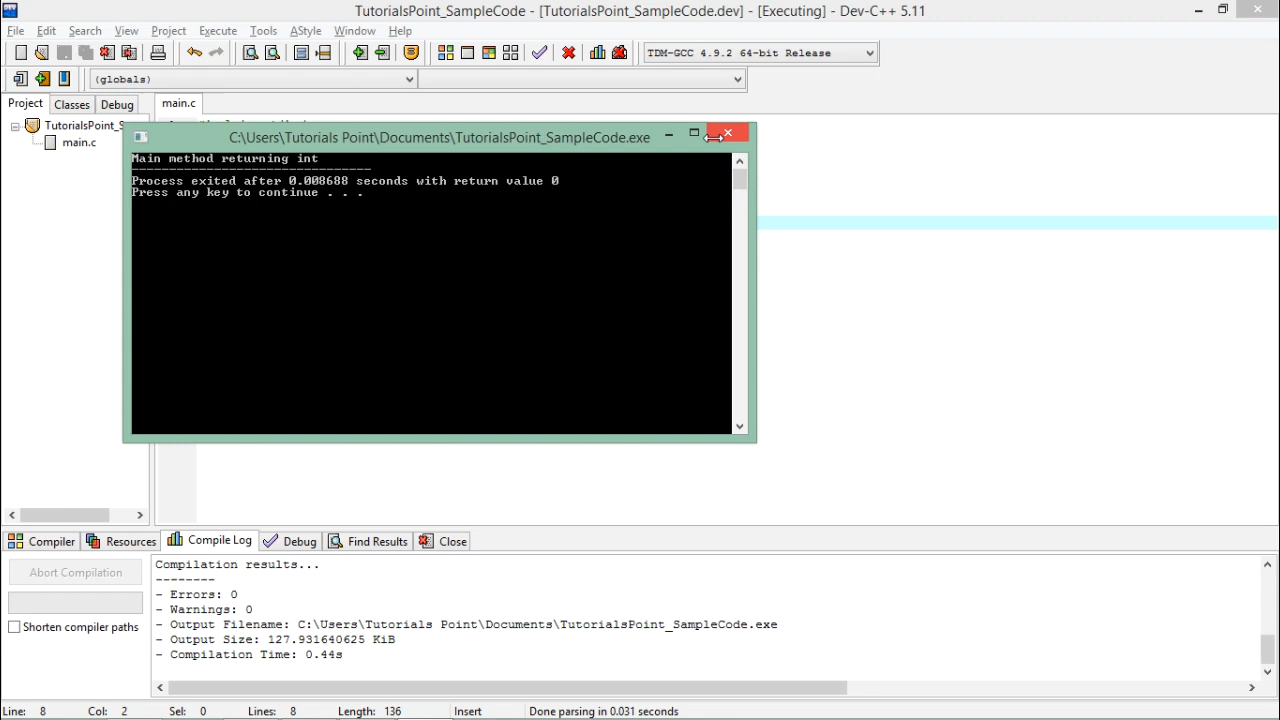 TutorialsPoint_SampleCode - [TutorialsPoint_SampleCode.dev] - [Executing] - Dev-C++ 5.11
File Edit Search View Project Execute Tools AStyle Window Help
TDM-GCC 4.9.2 64-bit Release
(globals)
Project Classes Debug
main.c
TutorialsPoint_S
main.c
C:\Users\Tutorials Point\Documents\TutorialsPoint_SampleCode.exe
Main method returning int
--------------------------------
Process exited after 0.008688 seconds with return value 0
Press any key to continue . . .
Compiler Resources Compile Log Debug Find Results Close
Abort Compilation
Shorten compiler paths
Compilation results...
--------
- Errors: 0
- Warnings: 0
- Output Filename: C:\Users\Tutorials Point\Documents\TutorialsPoint_SampleCode.exe
- Output Size: 127.931640625 KiB
- Compilation Time: 0.44s
Line: 8 Col: 2 Sel: 0 Lines: 8 Length: 136 Insert Done parsing in 0.031 seconds